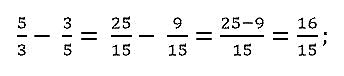 5/3 − 3/5 = 25/15 − 9/15 = 25−9/15 = 16/15;